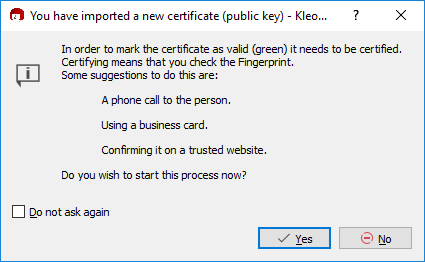 You have imported a new certificate (public key) - Kleo...
In order to mark the certificate as valid (green) it needs to be certified.
Certifying means that you check the Fingerprint.
Some suggestions to do this are:
A phone call to the person.
Using a business card.
Confirming it on a trusted website.
Do you wish to start this process now?
Do not ask again
Yes
No